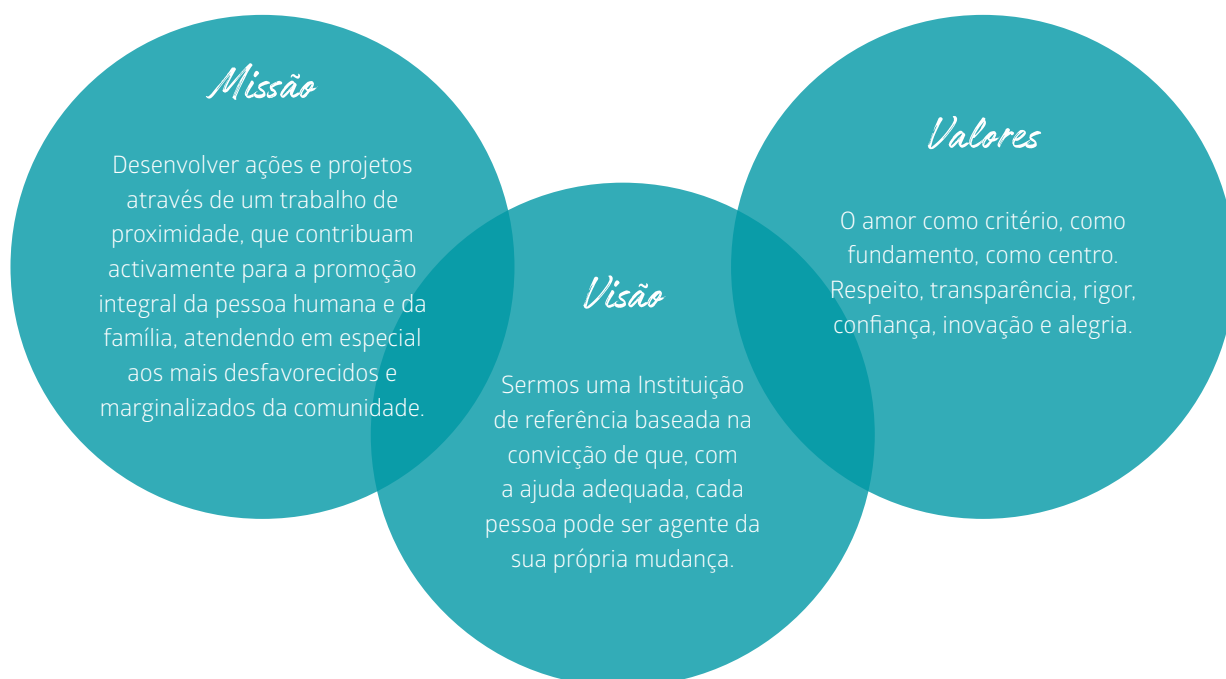 Missão
Desenvolver ações e projetos
através de um trabalho de
proximidade, que contribuam
activamente para a promoção
integral da pessoa humana e da
família, atendendo em especial
aos mais desfavorecidos e
marginalizados da comunidade.
Visão
Sermos uma Instituição
de referência baseada na
convicção de que, com
a ajuda adequada, cada
pessoa pode ser agente da
sua própria mudança.
Valores
O amor como critério, como
fundamento, como centro.
Respeito, transparência, rigor,
confiança, inovação e alegria.